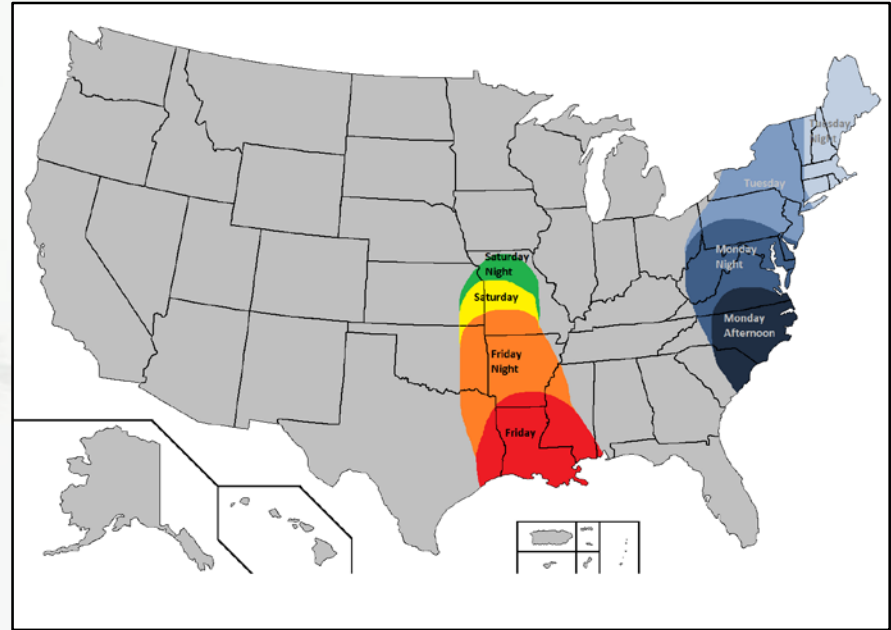 Tuesday
Night
Tuesday
Monday
Night
Saturday
Night
Saturday
Monday
Afternoon
Friday
Night
Friday